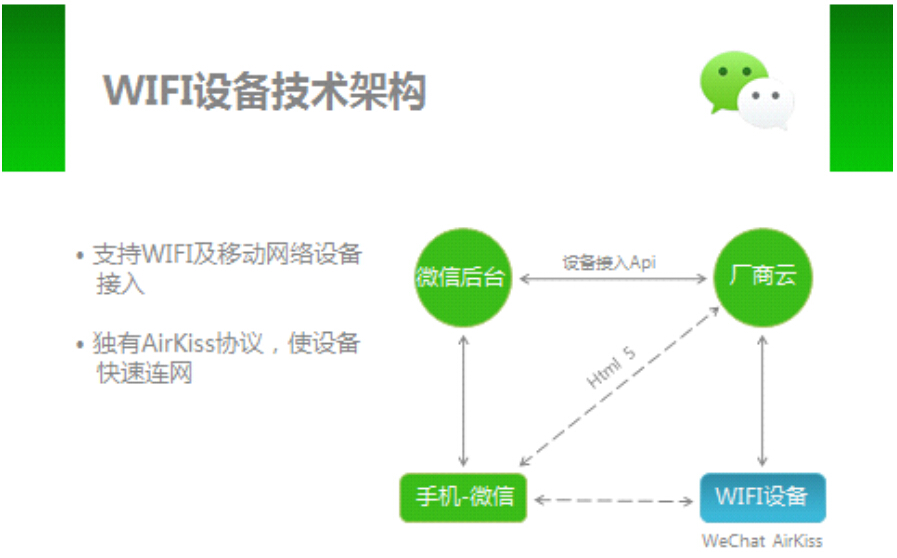 WIFI设备技术架构
• 支持WIFI及移动网络设备
接入
• 独有AirKiss协议，使设备
快速连网
微信后台
设备接入Api
厂商云
Html 5
手机-微信
WIFI设备
WeChat AirKiss